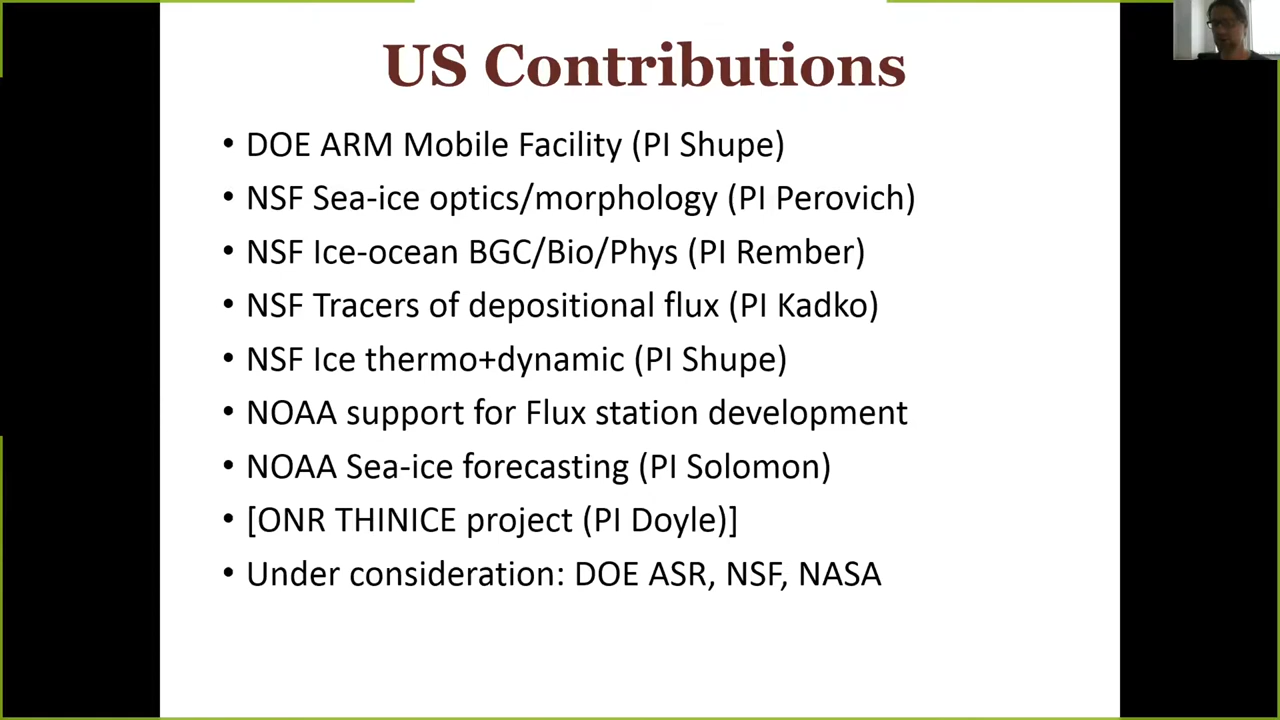 US Contributions
• DOE ARM Mobile Facility (PI Shupe)
• NSF Sea-ice optics/morphology (PI Perovich)
• NSF Ice-ocean BGC/Bio/Phys (PI Rember)
• NSF Tracers of depositional flux (PI Kadko)
• NSF Ice thermo+dynamic (PI Shupe)
• NOAA support for Flux station development
• NOAA Sea-ice forecasting (PI Solomon)
• [ONR THINICE project (PI Doyle)]
• Under consideration: DOE ASR, NSF, NASA